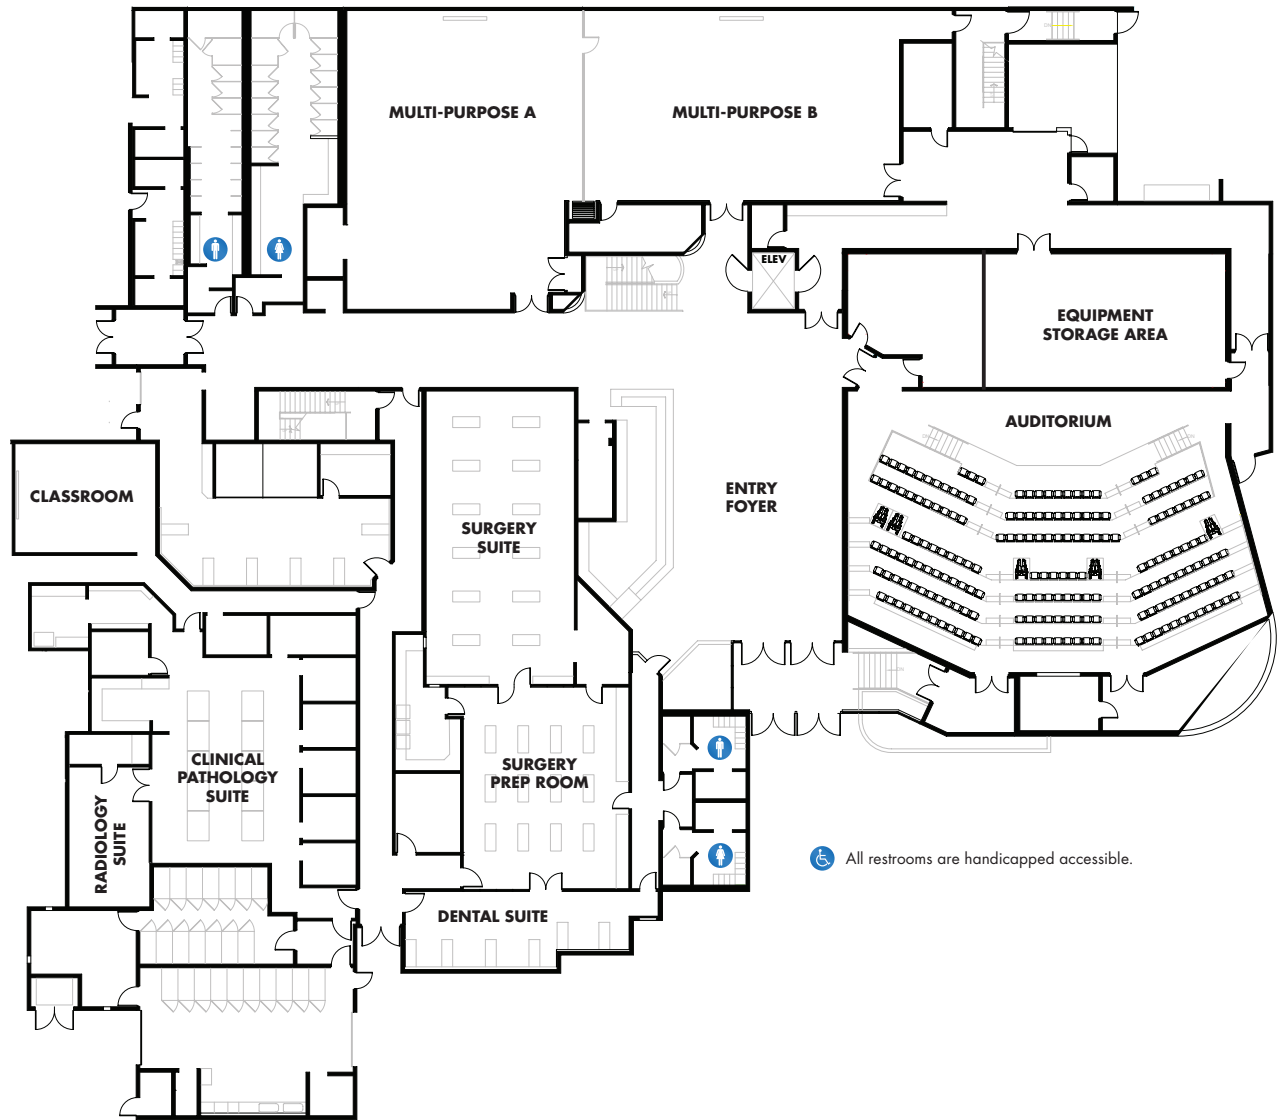 MULTI-PURPOSE A
MULTI-PURPOSE B
ELEV
EQUIPMENT
STORAGE AREA
AUDITORIUM
CLASSROOM
ENTRY
FOYER
SURGERY
SUITE
CLINICAL
PATHOLOGY
SUITE
SURGERY
PREP ROOM
RADIOLOGY
SUITE
All restrooms are handicapped accessible.
DENTAL SUITE